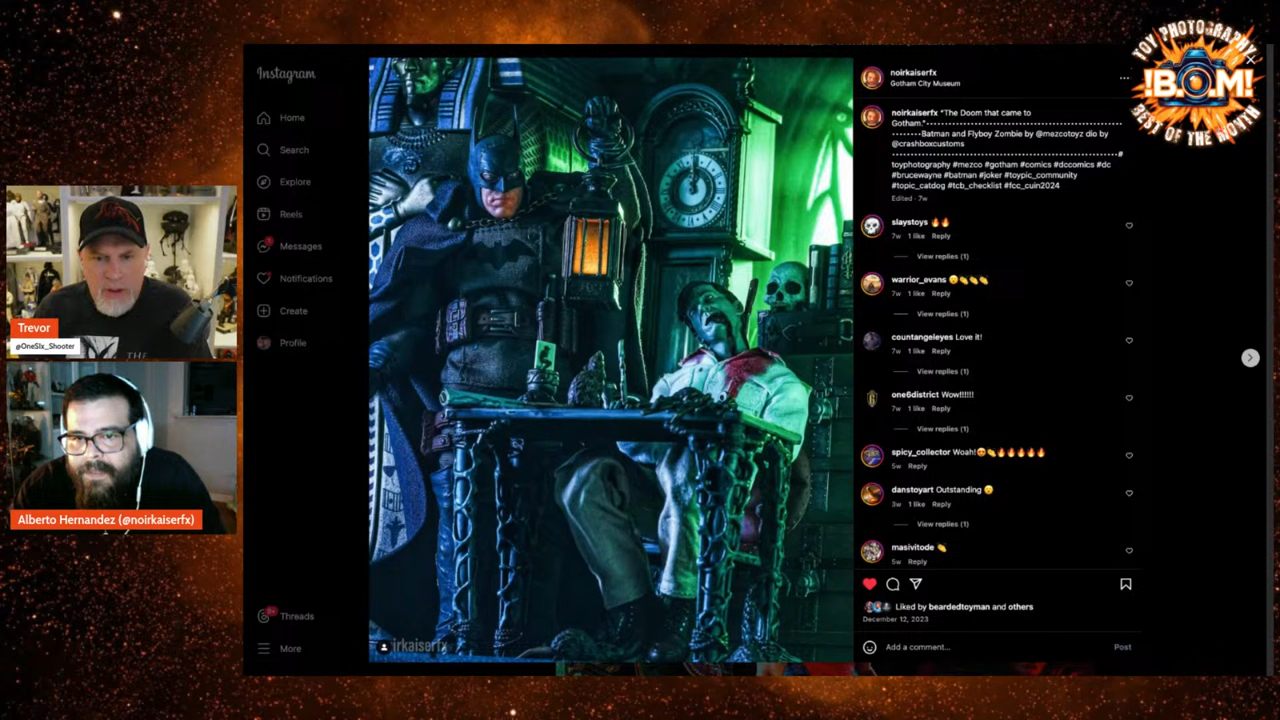 TOY PHOTOGRAPHY
!B.O.M!
BEST OF THE MONTH
Instagram
Home
Search
Explore
Reels
Messages
Notifications
Create
Profile
Threads
More
Trevor
@OneSix_Shooter
THE
Alberto Hernandez (@noirkaiserfx)
irkaiserfx
noirkaiserfx
Gotham City Museum
noirkaiserfx "The Doom that came to
Gotham."
Batman and Flyboy Zombie by @mezcotoyz dio by
@crashboxcustoms
#
toyphotography #mezco #gotham #comics #dccomics #dc
#brucewayne #batman #joker #toypic_community
#topic_catdog #tcb_checklist #fcc_cuin2024
Edited · 7w
slaystoys 🔥🔥
7w 1 like Reply
View replies (1)
warrior_evans 😮👏👏👏
7w 1 like Reply
View replies (1)
countangeleyes Love it!
7w 1 like Reply
View replies (1)
one6district Wow!!!!!!
7w 1 like Reply
View replies (1)
spicy_collector Woah!😍👏🔥🔥🔥🔥🔥
5w Reply
danstoyart Outstanding 😮
3w 1 like Reply
View replies (1)
masivitode 👏
5w Reply
Liked by beardedtoyman and others
December 12, 2023
Add a comment...
Post